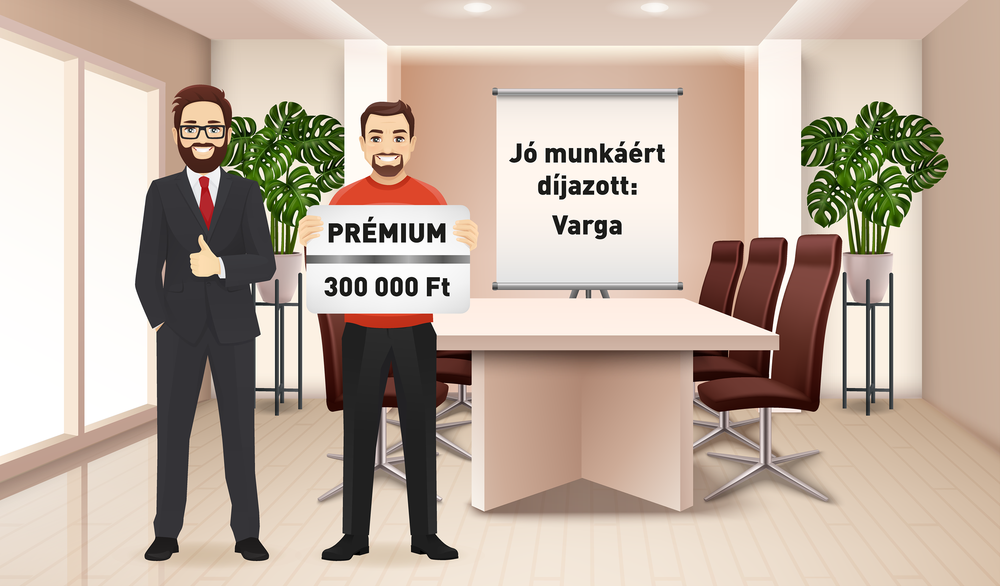 PRÉMIUM
300 000 Ft
Jó munkáért
díjazott:
Varga